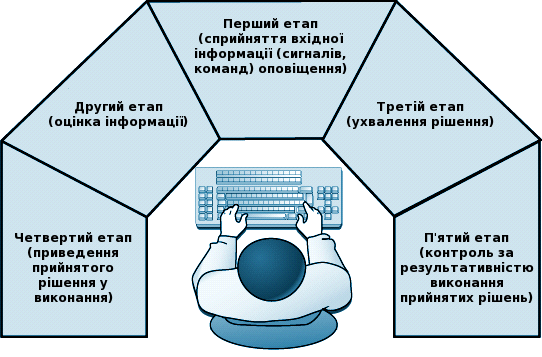 Перший етап
(сприйняття вхідної
інформації (сигналів,
команд) оповіщення)
Другий етап
(оцінка інформації)
Третій етап
(ухвалення рішення)
Четвертий етап
(приведення
прийнятого
рішення у
виконання)
П'ятий етап
(контроль за
результативністю
виконання
прийнятих рішень)